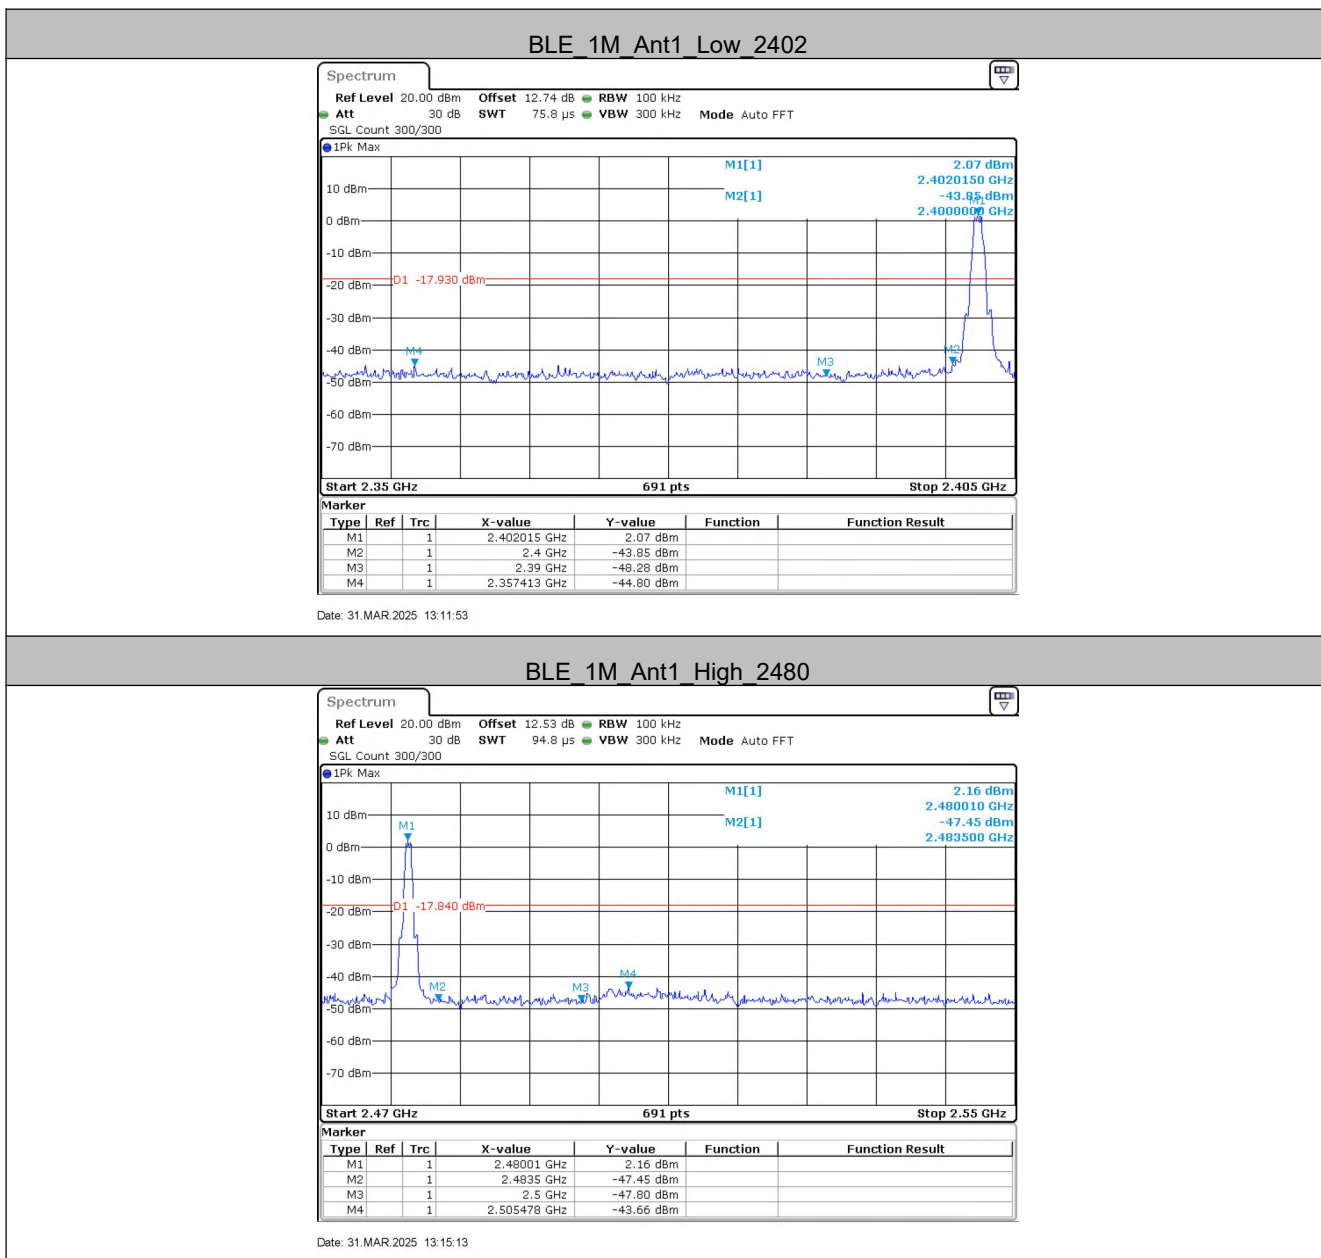 BLE_1M_Ant1_Low_2402
Spectrum
Ref Level 20.00 dBm Offset 12.74 dB RBW 100 kHz
Att 30 dB SWT 75.8 µs VBW 300 kHz Mode Auto FFT
SGL Count 300/300
1Pk Max
M1[1] 2.07 dBm
2.4020150 GHz
M2[1] -43.85 dBm
2.4000000 GHz
M1
10 dBm
0 dBm
-10 dBm
D1 -17.930 dBm
-20 dBm
-30 dBm
-40 dBm
M4 M3 M2
-50 dBm
-60 dBm
-70 dBm
Start 2.35 GHz 691 pts Stop 2.405 GHz
Marker
Type Ref Trc X-value Y-value Function Function Result
M1 1 2.402015 GHz 2.07 dBm
M2 1 2.4 GHz -43.85 dBm
M3 1 2.39 GHz -48.28 dBm
M4 1 2.357413 GHz -44.80 dBm
Date: 31.MAR.2025 13:11:53
BLE_1M_Ant1_High_2480
Spectrum
Ref Level 20.00 dBm Offset 12.53 dB RBW 100 kHz
Att 30 dB SWT 94.8 µs VBW 300 kHz Mode Auto FFT
SGL Count 300/300
1Pk Max
M1[1] 2.16 dBm
2.480010 GHz
M2[1] -47.45 dBm
2.483500 GHz
10 dBm
M1
0 dBm
-10 dBm
D1 -17.840 dBm
-20 dBm
-30 dBm
-40 dBm
M2 M3 M4
-50 dBm
-60 dBm
-70 dBm
Start 2.47 GHz 691 pts Stop 2.55 GHz
Marker
Type Ref Trc X-value Y-value Function Function Result
M1 1 2.48001 GHz 2.16 dBm
M2 1 2.4835 GHz -47.45 dBm
M3 1 2.5 GHz -47.80 dBm
M4 1 2.505478 GHz -43.66 dBm
Date: 31.MAR.2025 13:15:13